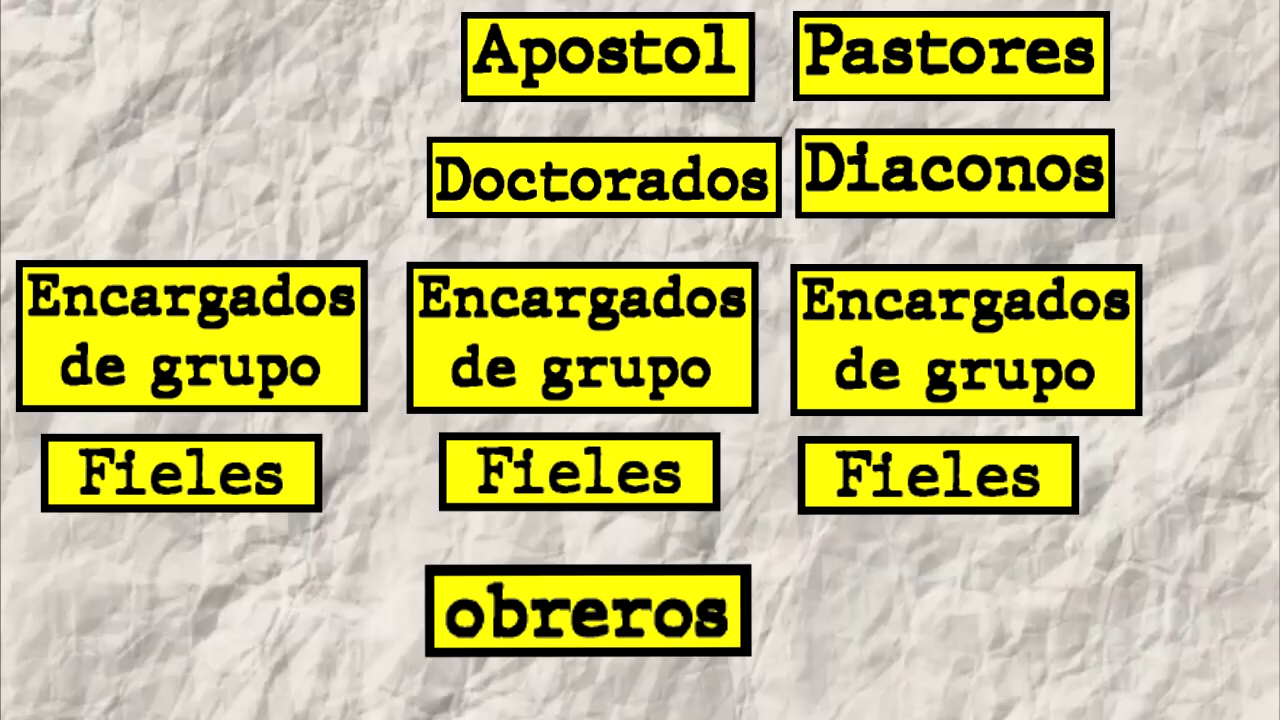 Apostol
Pastores
Doctorados
Diaconos
Encargados
de grupo
Encargados
de grupo
Encargados
de grupo
Fieles
Fieles
Fieles
obreros